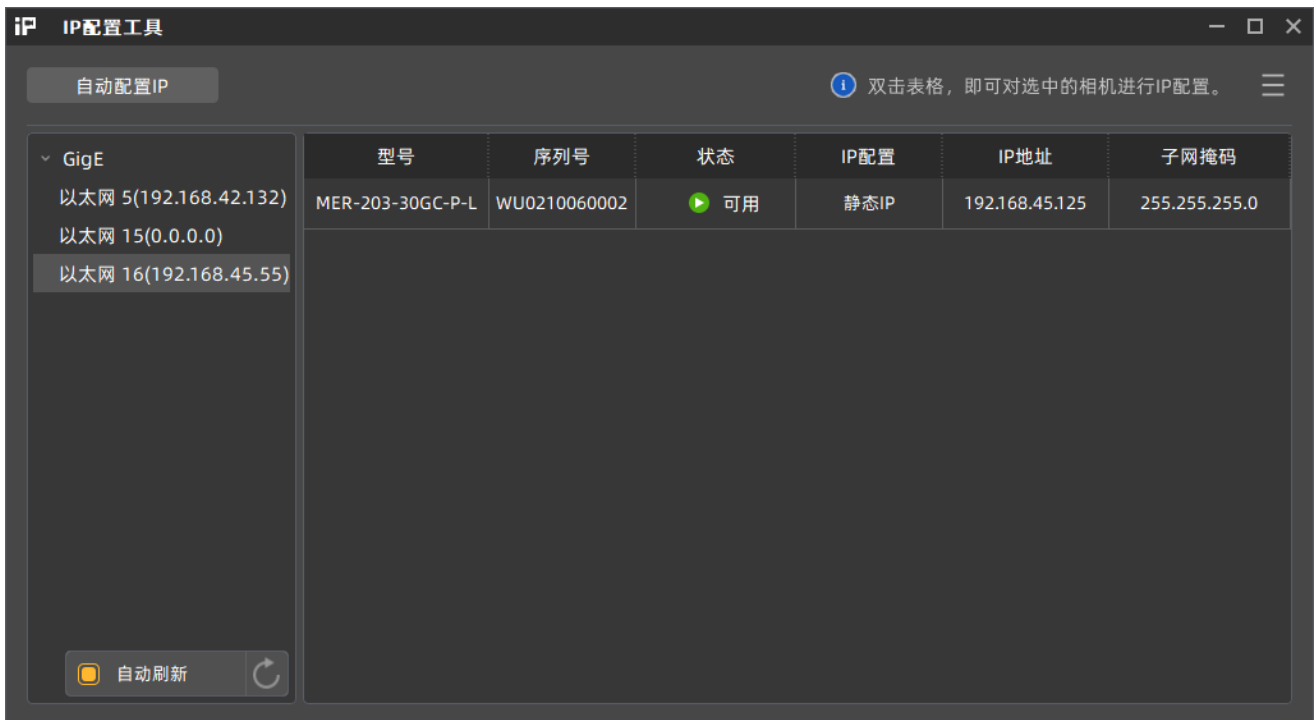 iP IP配置工具
自动配置IP
双击表格，即可对选中的相机进行IP配置。
GigE
以太网 5(192.168.42.132)
以太网 15(0.0.0.0)
以太网 16(192.168.45.55)
型号 序列号 状态 IP配置 IP地址 子网掩码
MER-203-30GC-P-L WU0210060002 可用 静态IP 192.168.45.125 255.255.255.0
自动刷新